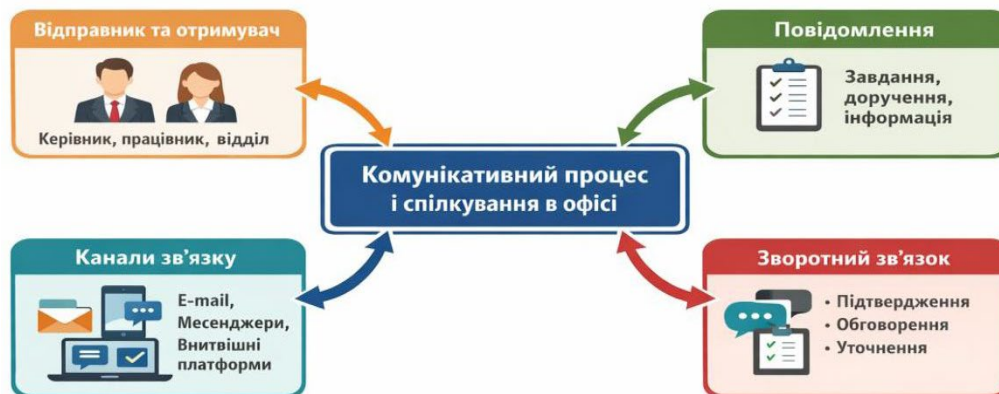 Відправник та отримувач
Керівник, працівник, відділ
Повідомлення
Завдання,
доручення,
інформація
Комунікативний процес
і спілкування в офісі
Канали зв'язку
E-mail,
Месенджери,
Внитвішні
платформи
Зворотний зв'язок
• Підтвердження
• Обговорення
• Уточнення